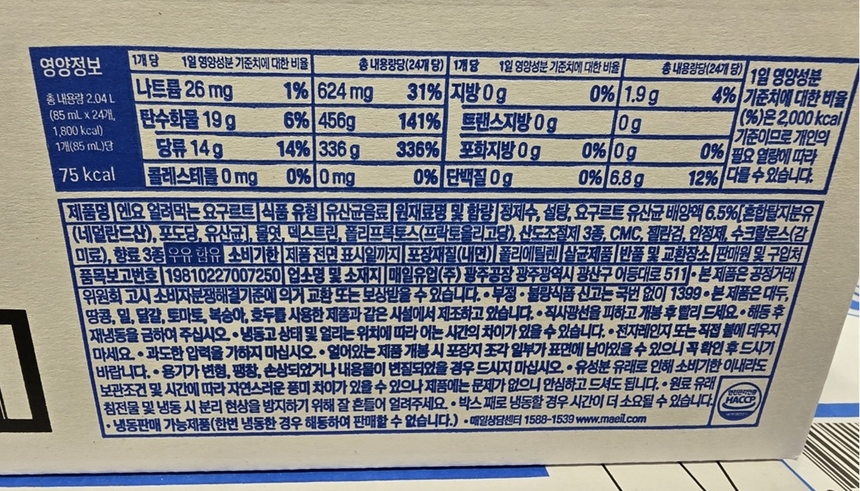 영양정보
총 내용량 2.04 L
(85 mL x 24개,
1,800 kcal)
1개(85 mL)당
75 kcal
1개 당 1일 영양성분 기준치에 대한 비율 총 내용량당(24개 당) 1개 당 1일 영양성분 기준치에 대한 비율 총 내용량당(24개 당)
나트륨 26 mg 1% 624 mg 31% 지방 0 g 0% 1.9 g 4%
탄수화물 19 g 6% 456g 141% 트랜스지방 0 g 0 g
당류 14 g 14% 336 g 336% 포화지방 0 g 0% 0 g 0%
콜레스테롤 0 mg 0% 0 mg 0% 단백질 0 g 0% 6.8 g 12%
1일 영양성분
기준치에 대한 비율
(%)은 2,000 kcal
기준이므로 개인의
필요 열량에 따라
다를 수 있습니다.
제품명 엔요 얼려먹는 요구르트 식품 유형 유산균음료 원재료명 및 함량 정제수, 설탕, 요구르트 유산균 배양액 6.5%[혼합탈지분유
(네덜란드산), 포도당, 유산균], 물엿, 덱스트린, 폴리프룩토스(프락토올리고당), 산도조절제 3종, CMC, 젤란검, 안정제, 수크랄로스(감
미료), 향료 3종 우유 함유 소비기한 제품 전면 표시일까지 포장재질(내면) 폴리에틸렌 살균제품 반품 및 교환장소 판매원 및 구입처
품목보고번호 19810227007250 업소명 및 소재지 매일유업(주) 광주공장 광주광역시 광산구 어등대로 511 • 본 제품은 공정거래
위원회 고시 소비자분쟁해결기준에 의거 교환 또는 보상받을 수 있습니다. • 부정 • 불량식품 신고는 국번 없이 1399 • 본 제품은 대두,
땅콩, 밀, 달걀, 토마토, 복숭아, 호두를 사용한 제품과 같은 시설에서 제조하고 있습니다. • 직사광선을 피하고 개봉 후 빨리 드세요. • 해동 후
재냉동을 금하여 주십시오. • 냉동고 상태 및 얼리는 위치에 따라 어는 시간의 차이가 있을 수 있습니다. • 전자레인지 또는 직접 불에 데우지
마세요. • 과도한 압력을 가하지 마십시오. • 얼어있는 제품 개봉 시 포장지 조각 일부가 표면에 남아있을 수 있으니 꼭 확인 후 드시기
바랍니다. • 용기가 변형, 팽창, 손상되었거나 내용물이 변질되었을 경우 드시지 마십시오. • 유성분 유래로 인해 소비기한 이내라도
보관조건 및 시간에 따라 자연스러운 풍미 차이가 있을 수 있으나 제품에는 문제가 없으니 안심하고 드셔도 됩니다. • 원료 유래
침전물 및 냉동 시 분리 현상을 방지하기 위해 잘 흔들어 얼려주세요. • 박스 째로 냉동할 경우 시간이 더 소요될 수 있습니다.
• 냉동판매 가능제품(한번 냉동한 경우 해동하여 판매할 수 없습니다.) • 매일상담센터 1588-1539 www.maeil.com
안전관리인증
HACCP